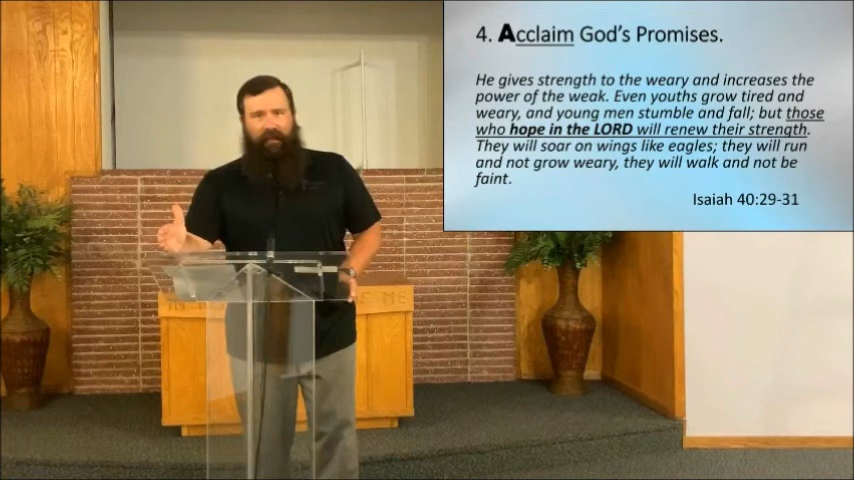 4. Acclaim God's Promises.
He gives strength to the weary and increases the
power of the weak. Even youths grow tired and
weary, and young men stumble and fall; but those
who hope in the LORD will renew their strength.
They will soar on wings like eagles; they will run
and not grow weary, they will walk and not be
faint.
Isaiah 40:29-31
ME